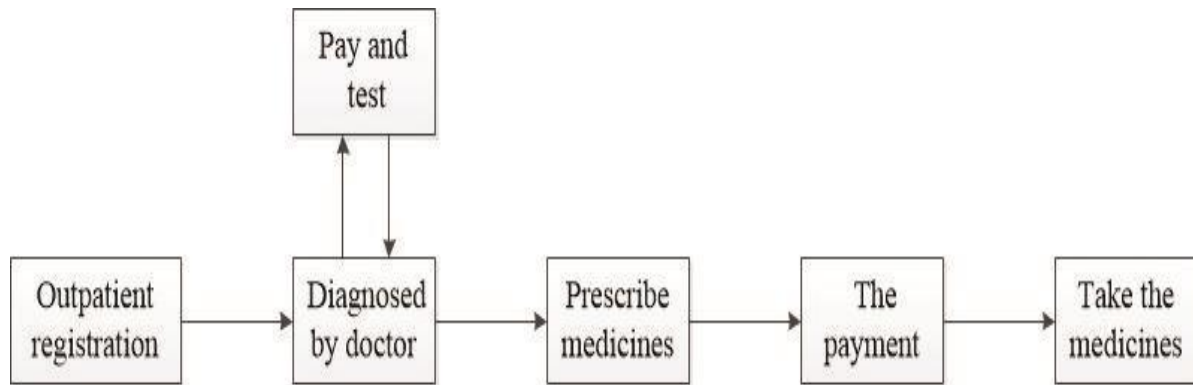 Pay and
test
Outpatient
registration
Diagnosed
by doctor
Prescribe
medicines
The
payment
Take the
medicines